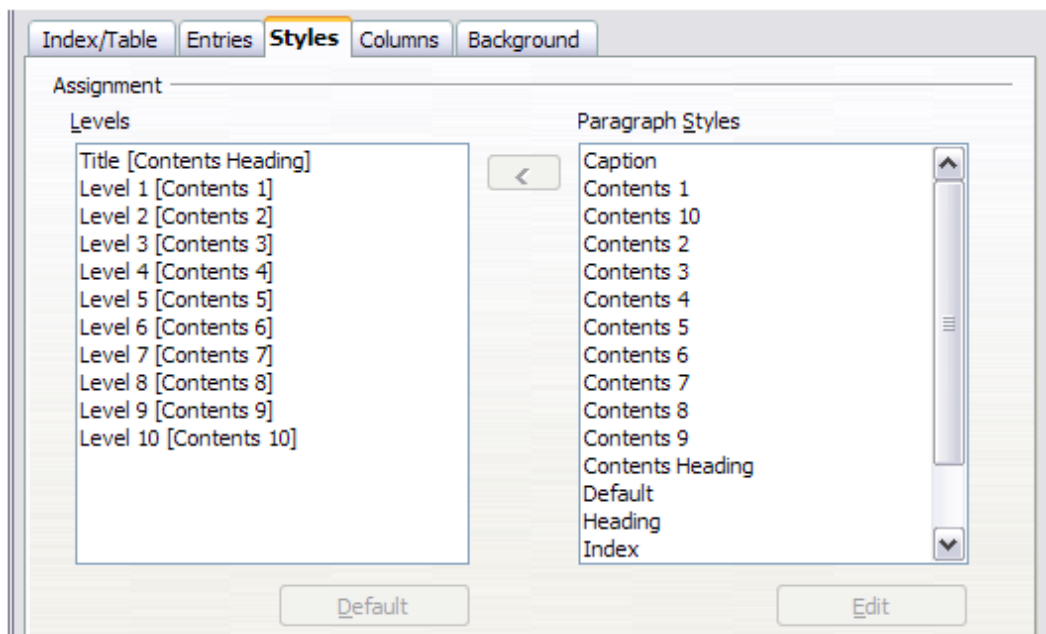 Index/Table Entries Styles Columns Background
Assignment
Levels
Title [Contents Heading]
Level 1 [Contents 1]
Level 2 [Contents 2]
Level 3 [Contents 3]
Level 4 [Contents 4]
Level 5 [Contents 5]
Level 6 [Contents 6]
Level 7 [Contents 7]
Level 8 [Contents 8]
Level 9 [Contents 9]
Level 10 [Contents 10]
<
Paragraph Styles
Caption
Contents 1
Contents 10
Contents 2
Contents 3
Contents 4
Contents 5
Contents 6
Contents 7
Contents 8
Contents 9
Contents Heading
Default
Heading
Index
Default
Edit